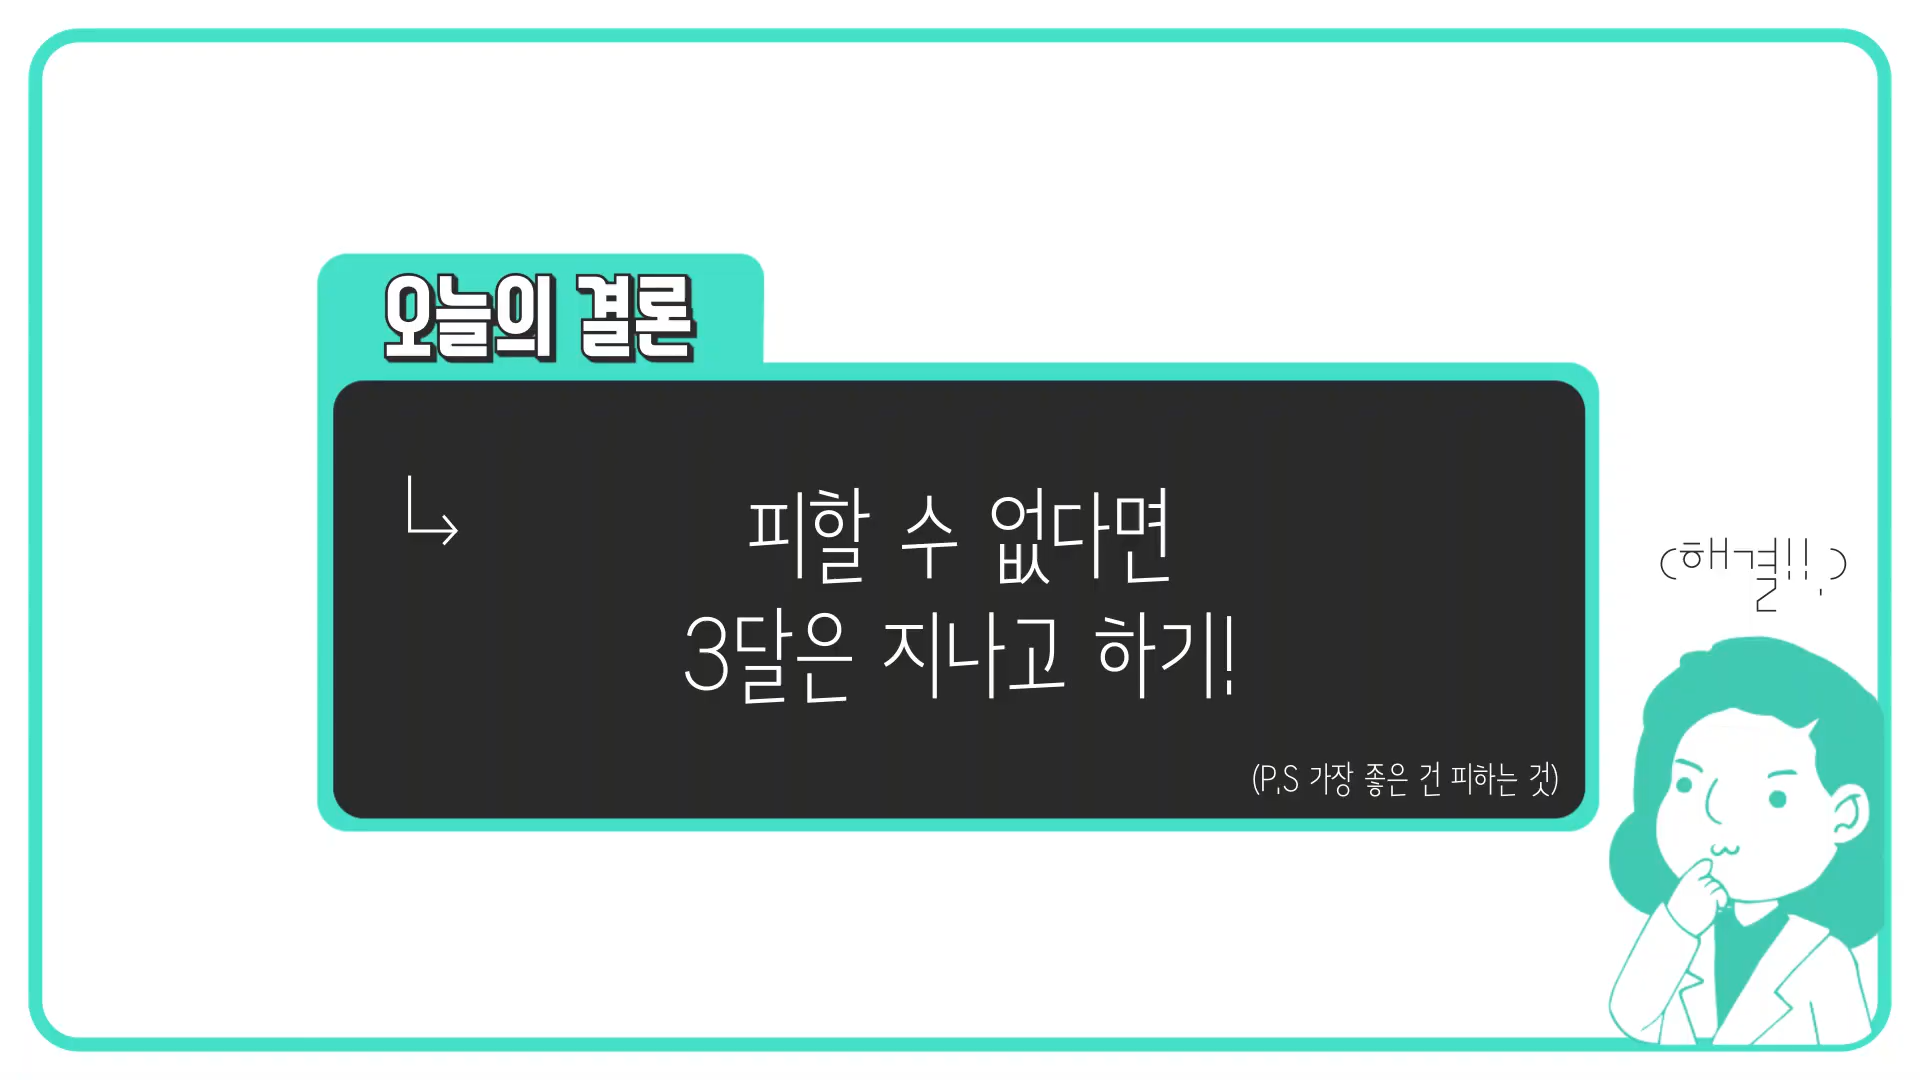 오늘의 결론
피할 수 없다면
3달은 지나고 하기!
(P.S 가장 좋은 건 피하는 것)
(해결!!)